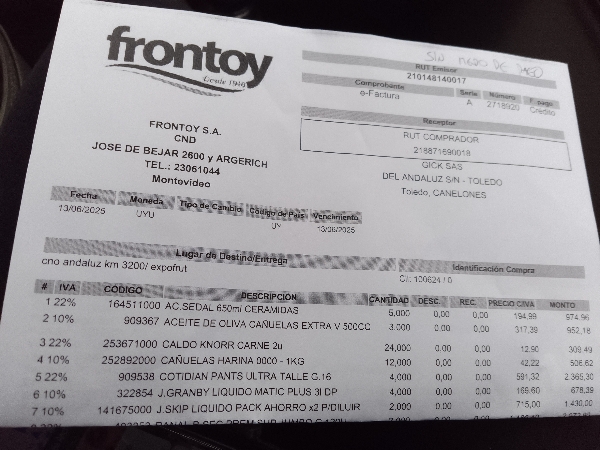 frontoy
Desde 1940
SIN MEDIO DE PAGO
RUT Emisor
210148140017
Comprobante Serie Número F. pago
e-Factura A 2718920 Crédito
Receptor
RUT COMPRADOR
218871690018
GICK SAS
DEL ANDALUZ S/N - TOLEDO
Toledo, CANELONES
FRONTOY S.A.
CND
JOSE DE BEJAR 2600 y ARGERICH
TEL.: 23061044
Montevideo
Fecha Moneda Tipo de Cambio Código de País Vencimiento
13/06/2025 UYU UY 13/06/2025
Lugar de Destino/Entrega
cno andaluz km 3200/ expofrut
Identificación Compra
C/: 100624 / 0
# IVA CODIGO DESCRIPCIÓN CANTIDAD DESC. REC. PRECIO C/IVA MONTO
1 22% 164511000 AC.SEDAL 650ml CERAMIDAS 5,000 0,00 0,00 194,99 974,96
2 10% 909367 ACEITE DE OLIVA CAÑUELAS EXTRA V 500CC 3,000 0,00 0,00 317,39 952,18
3 22% 253671000 CALDO KNORR CARNE 2u 24,000 0,00 0,00 12,90 309,49
4 10% 252892000 CAÑUELAS HARINA 0000 - 1KG 12,000 0,00 0,00 42,22 506,62
5 22% 909538 COTIDIAN PANTS ULTRA TALLE G.16 4,000 0,00 0,00 591,32 2.365,30
6 10% 322854 J.GRANBY LIQUIDO MATIC PLUS 3l DP 4,000 0,00 0,00 169,60 678,39
7 10% 141675000 J.SKIP LIQUIDO PACK AHORRO x2 P/DILUIR 2,000 0,00 0,00 715,00 1.430,00